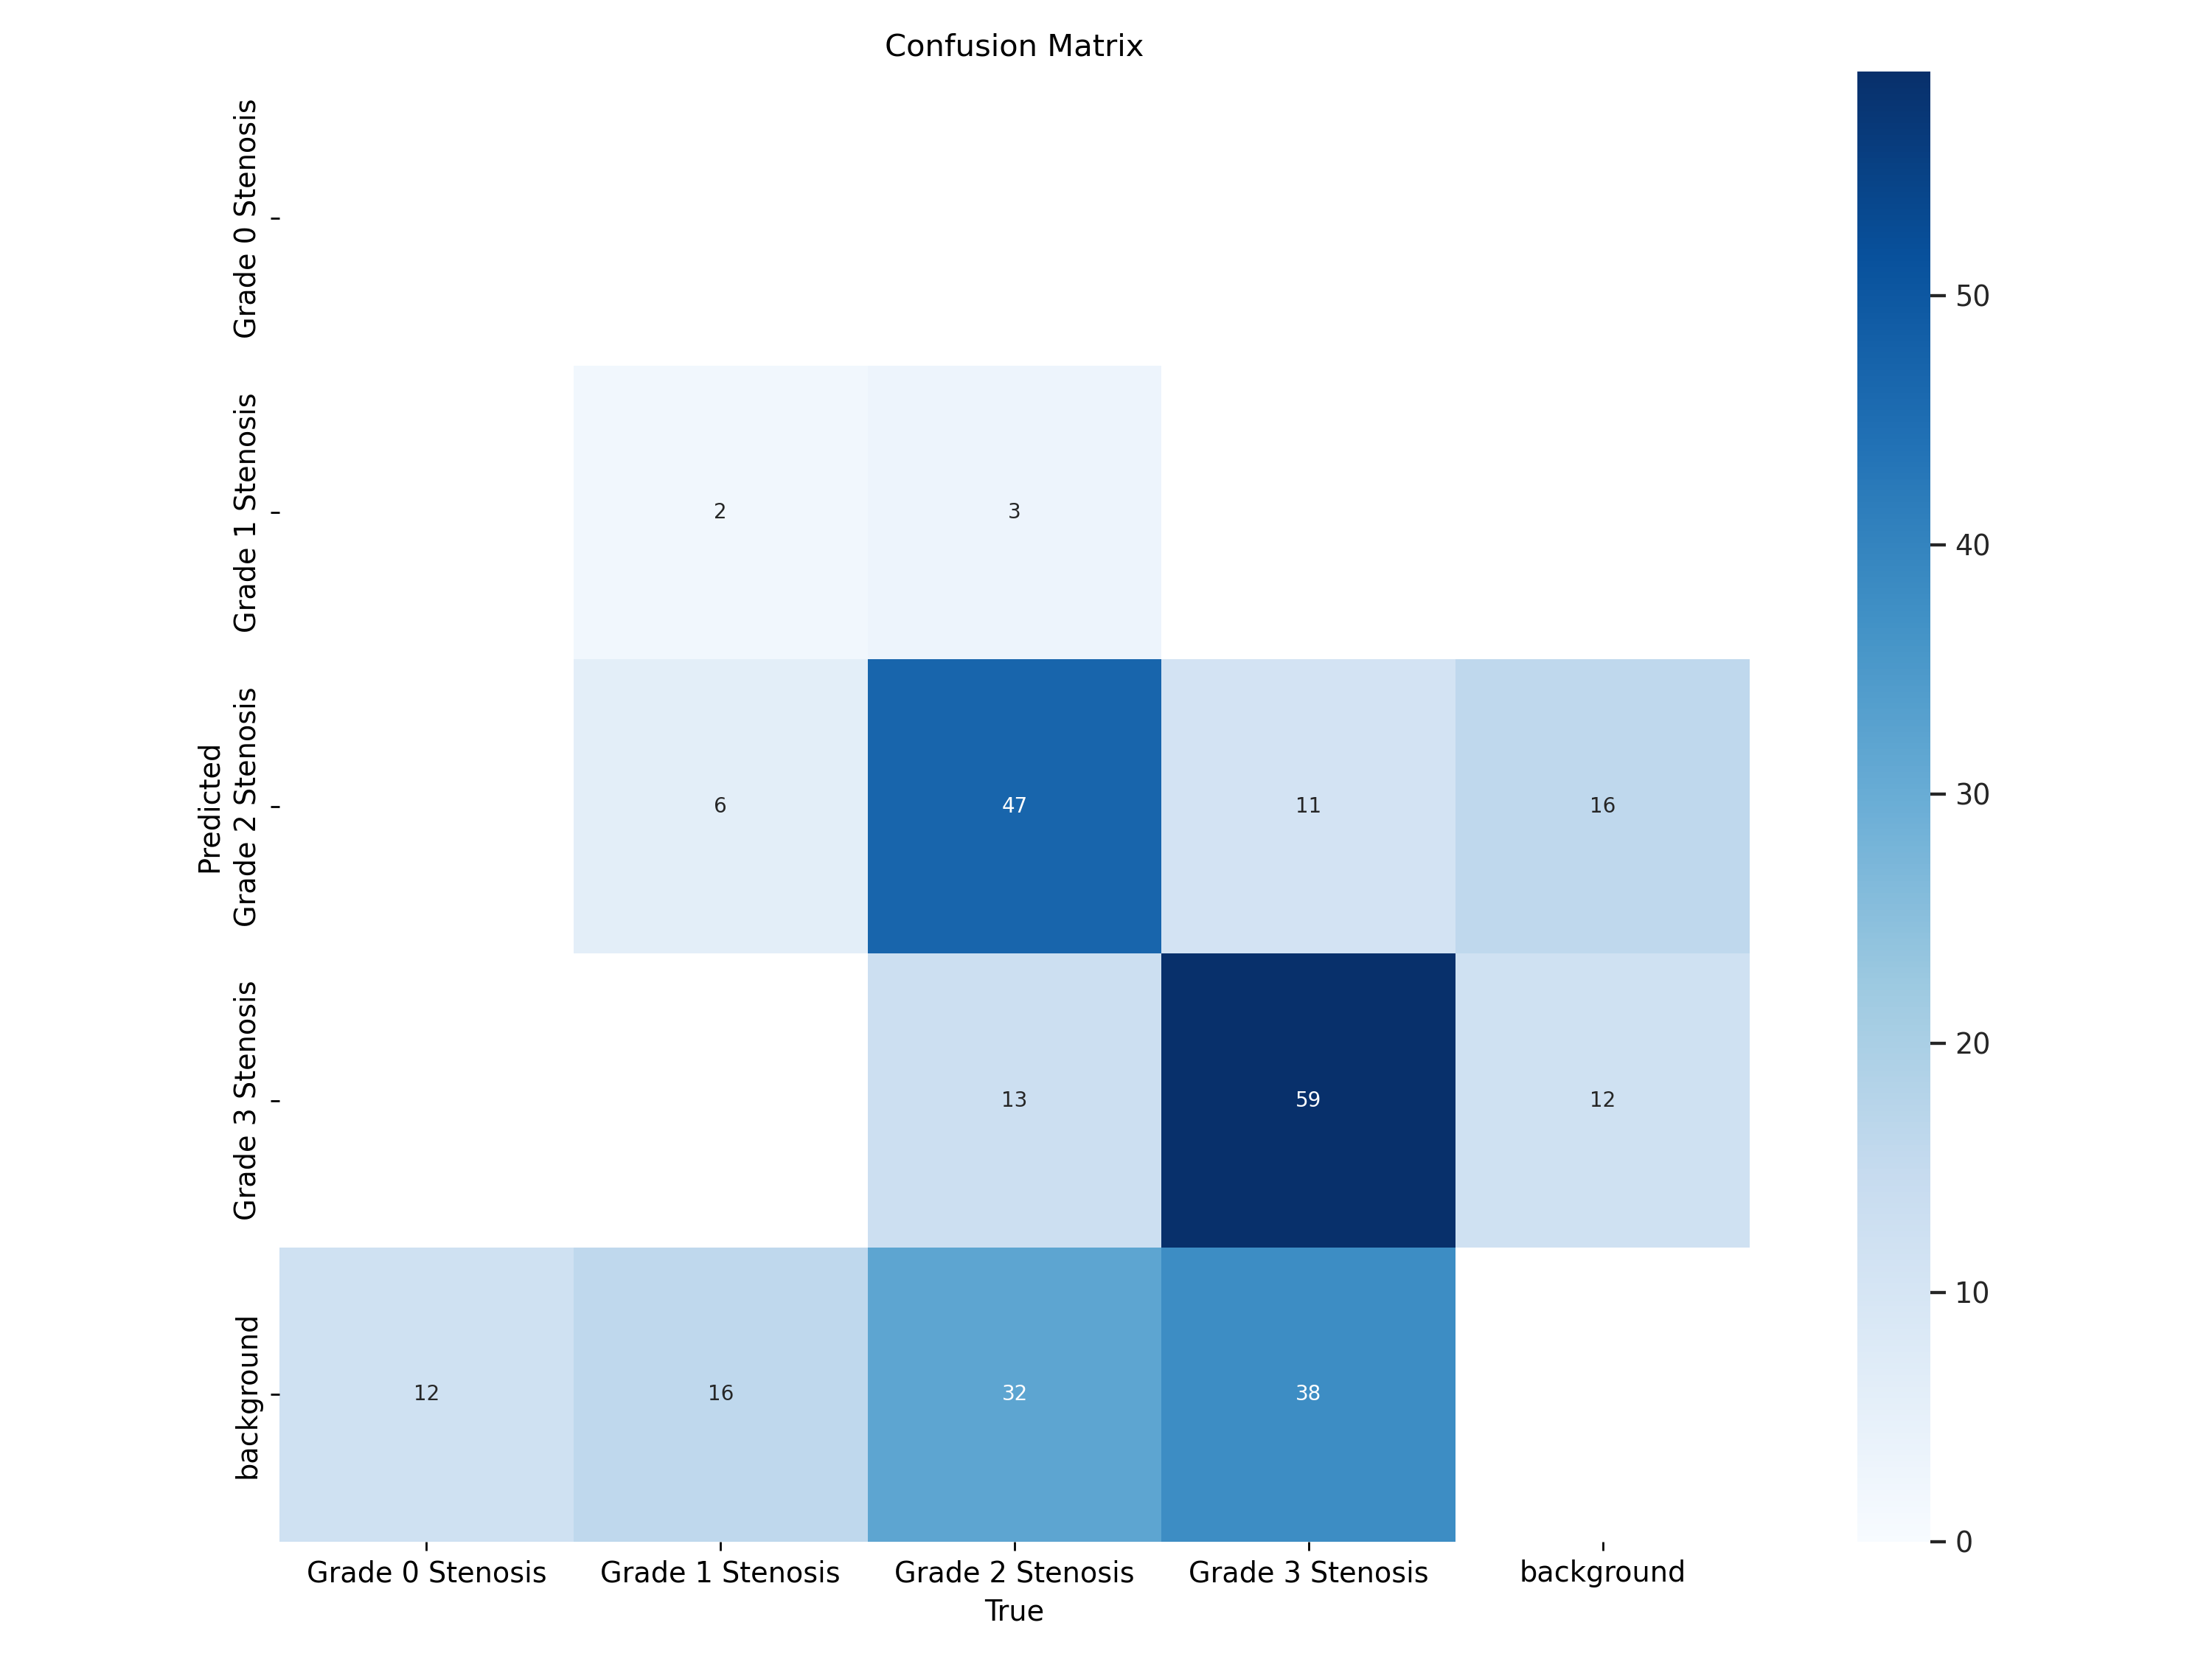 Confusion Matrix
Predicted
Grade 0 Stenosis
Grade 1 Stenosis
2 3
Grade 2 Stenosis
6 47 11 16
Grade 3 Stenosis
13 59 12
background
12 16 32 38
Grade 0 Stenosis Grade 1 Stenosis Grade 2 Stenosis Grade 3 Stenosis background
True
50
40
30
20
10
0